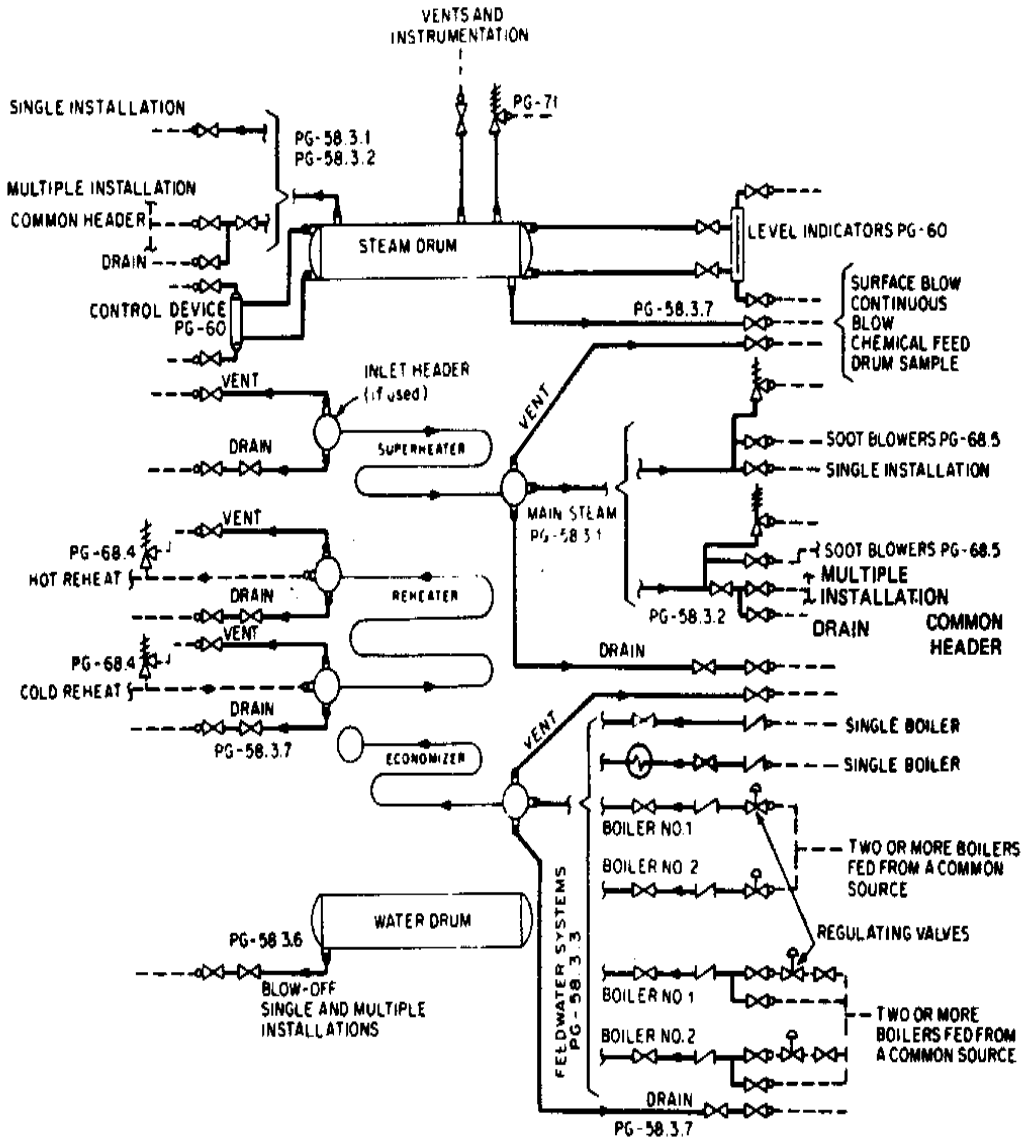 VENTS AND
INSTRUMENTATION
SINGLE INSTALLATION
PG-71
PG-58.3.1
PG-58.3.2
MULTIPLE INSTALLATION
COMMON HEADER
DRAIN
STEAM DRUM
LEVEL INDICATORS PG-60
CONTROL DEVICE
PG-60
PG-58.3.7
SURFACE BLOW
CONTINUOUS
BLOW
CHEMICAL FEED
DRUM SAMPLE
VENT
INLET HEADER
(if used)
VENT
SUPERHEATER
DRAIN
SOOT BLOWERS PG-68.5
SINGLE INSTALLATION
MAIN STEAM
PG-58.3.1
VENT
PG-68.4
HOT REHEAT
REHEATER
DRAIN
SOOT BLOWERS PG-68.5
MULTIPLE
INSTALLATION
PG-58.3.2
DRAIN
COMMON
HEADER
VENT
PG-68.4
COLD REHEAT
DRAIN
DRAIN
PG-58.3.7
VENT
ECONOMIZER
SINGLE BOILER
SINGLE BOILER
BOILER NO.1
TWO OR MORE BOILERS
FED FROM A COMMON
SOURCE
BOILER NO. 2
WATER DRUM
FEEDWATER SYSTEMS
PG-58.3.3
REGULATING VALVES
PG-58 3.6
BLOW-OFF
SINGLE AND MULTIPLE
INSTALLATIONS
BOILER NO 1
TWO OR MORE
BOILERS FED FROM
A COMMON SOURCE
BOILER NO.2
DRAIN
PG-58.3.7